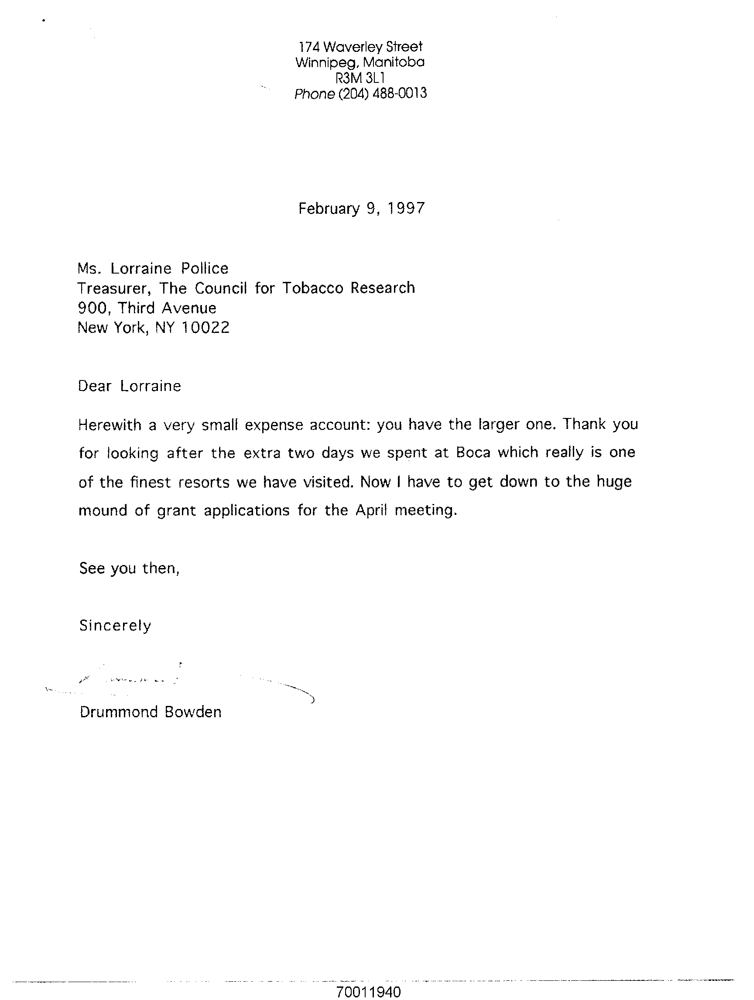 174 Waverley Street
Winnipeg, Manitoba
R3M 3L1
Phone (204) 488-0013
February 9, 1997
Ms. Lorraine Pollice
Treasurer, The Council for Tobacco Research
900, Third Avenue
New York, NY 10022
Dear Lorraine
Herewith a very small expense account: you have the larger one. Thank you
for looking after the extra two days we spent at Boca which really is one
of the finest resorts we have visited. Now I have to get down to the huge
mound of grant applications for the April meeting.
See you then,
Sincerely
Drummond Bowden
70011940